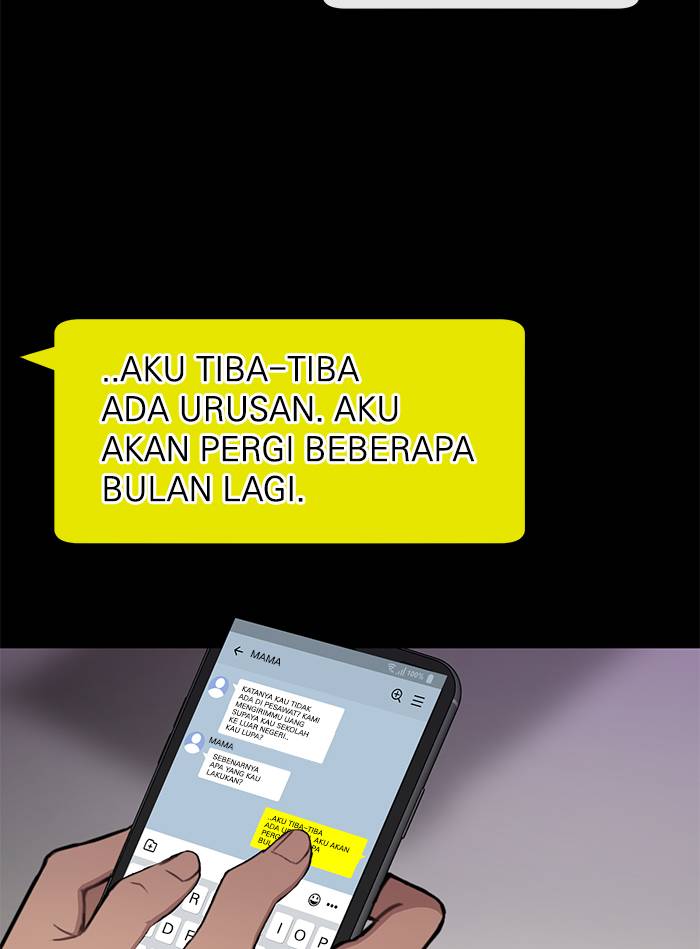 ..AKU TIBA-TIBA
ADA URUSAN. AKU
AKAN PERGI BEBERAPA
BULAN LAGI.
← MAMA
100%
KATANYA KAU TIDAK
ADA DI PESAWAT? KAMI
MENGIRIMMU UANG
SUPAYA KAU SEKOLAH
KE LUAR NEGERI..
KAU LUPA?
MAMA
SEBENARNYA
APA YANG KAU
LAKUKAN?
..AKU TIBA-TIBA
ADA AKU AKAN
R
D F
I O P